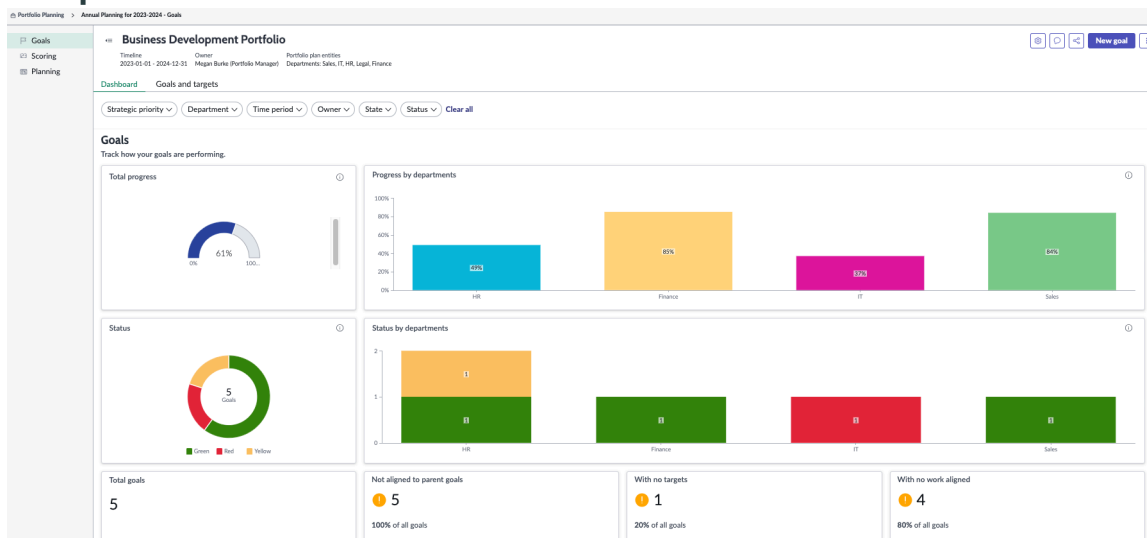 Portfolio Planning > Annual Planning for 2023-2024 - Goals
Goals
Scoring
Planning
Business Development Portfolio
New goal
Timeline Owner Portfolio plan entities
2023-01-01 - 2024-12-31 Megan Burke (Portfolio Manager) Departments: Sales, IT, HR, Legal, Finance
Dashboard Goals and targets
Strategic priority Department Time period Owner State Status Clear all
Goals
Track how your goals are performing.
Total progress
61%
0% 100...
Progress by departments
100%
80%
60%
40%
20%
0%
49% 85% 37% 84%
HR Finance IT Sales
Status
5
Goals
Green Red Yellow
Status by departments
2
1
0
1
1 1 1 1
HR Finance IT Sales
Total goals
5
Not aligned to parent goals
5
100% of all goals
With no targets
1
20% of all goals
With no work aligned
4
80% of all goals